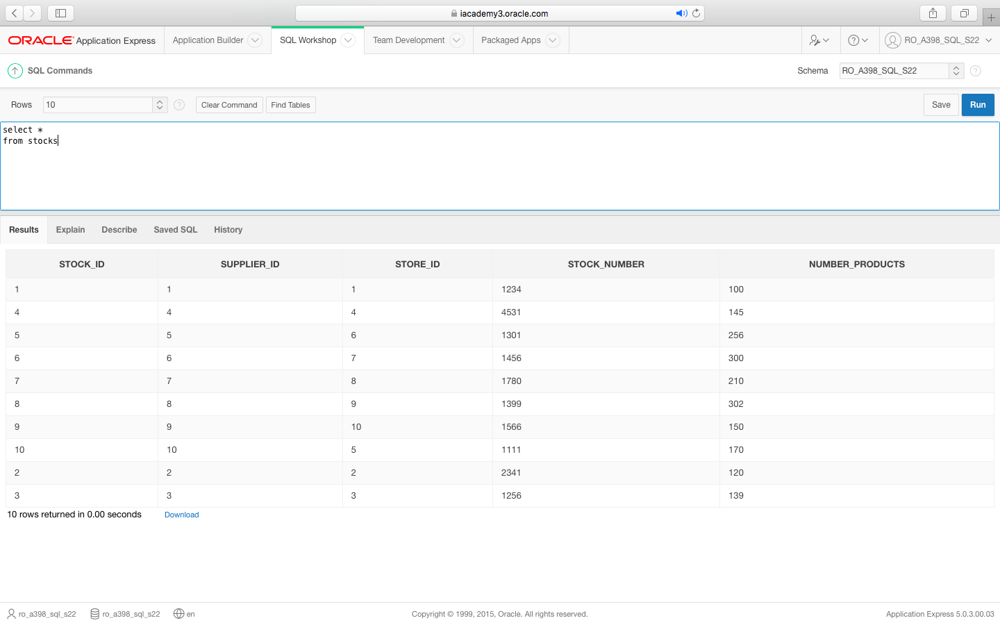 iacademy3.oracle.com
ORACLE Application Express Application Builder SQL Workshop Team Development Packaged Apps RO_A398_SQL_S22
SQL Commands Schema RO_A398_SQL_S22
Rows 10 Clear Command Find Tables Save Run
select *
from stocks
Results Explain Describe Saved SQL History
STOCK_ID SUPPLIER_ID STORE_ID STOCK_NUMBER NUMBER_PRODUCTS
1 1 1 1234 100
4 4 4 4531 145
5 5 6 1301 256
6 6 7 1456 300
7 7 8 1780 210
8 8 9 1399 302
9 9 10 1566 150
10 10 5 1111 170
2 2 2 2341 120
3 3 3 1256 139
10 rows returned in 0.00 seconds Download
ro_a398_sql_s22 ro_a398_sql_s22 en Copyright © 1999, 2015, Oracle. All rights reserved. Application Express 5.0.3.00.03